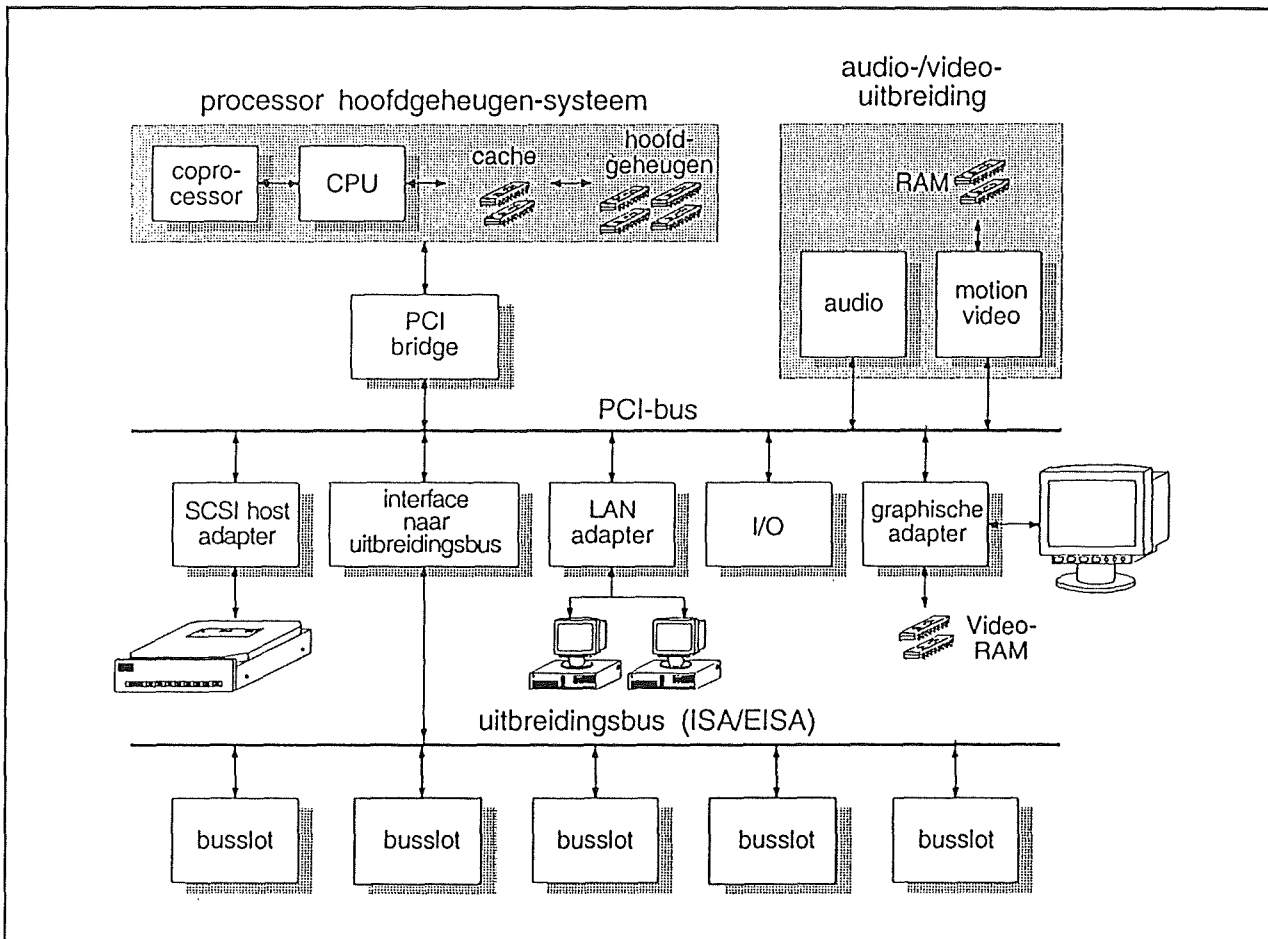 processor hoofdgeheugen-systeem
audio-/video-
uitbreiding
copro-
cessor
CPU
cache
hoofd-
geheugen
RAM
audio
motion
video
PCI
bridge
PCI-bus
SCSI host
adapter
interface
naar
uitbreidingsbus
LAN
adapter
I/O
graphische
adapter
Video-
RAM
uitbreidingsbus (ISA/EISA)
busslot
busslot
busslot
busslot
busslot